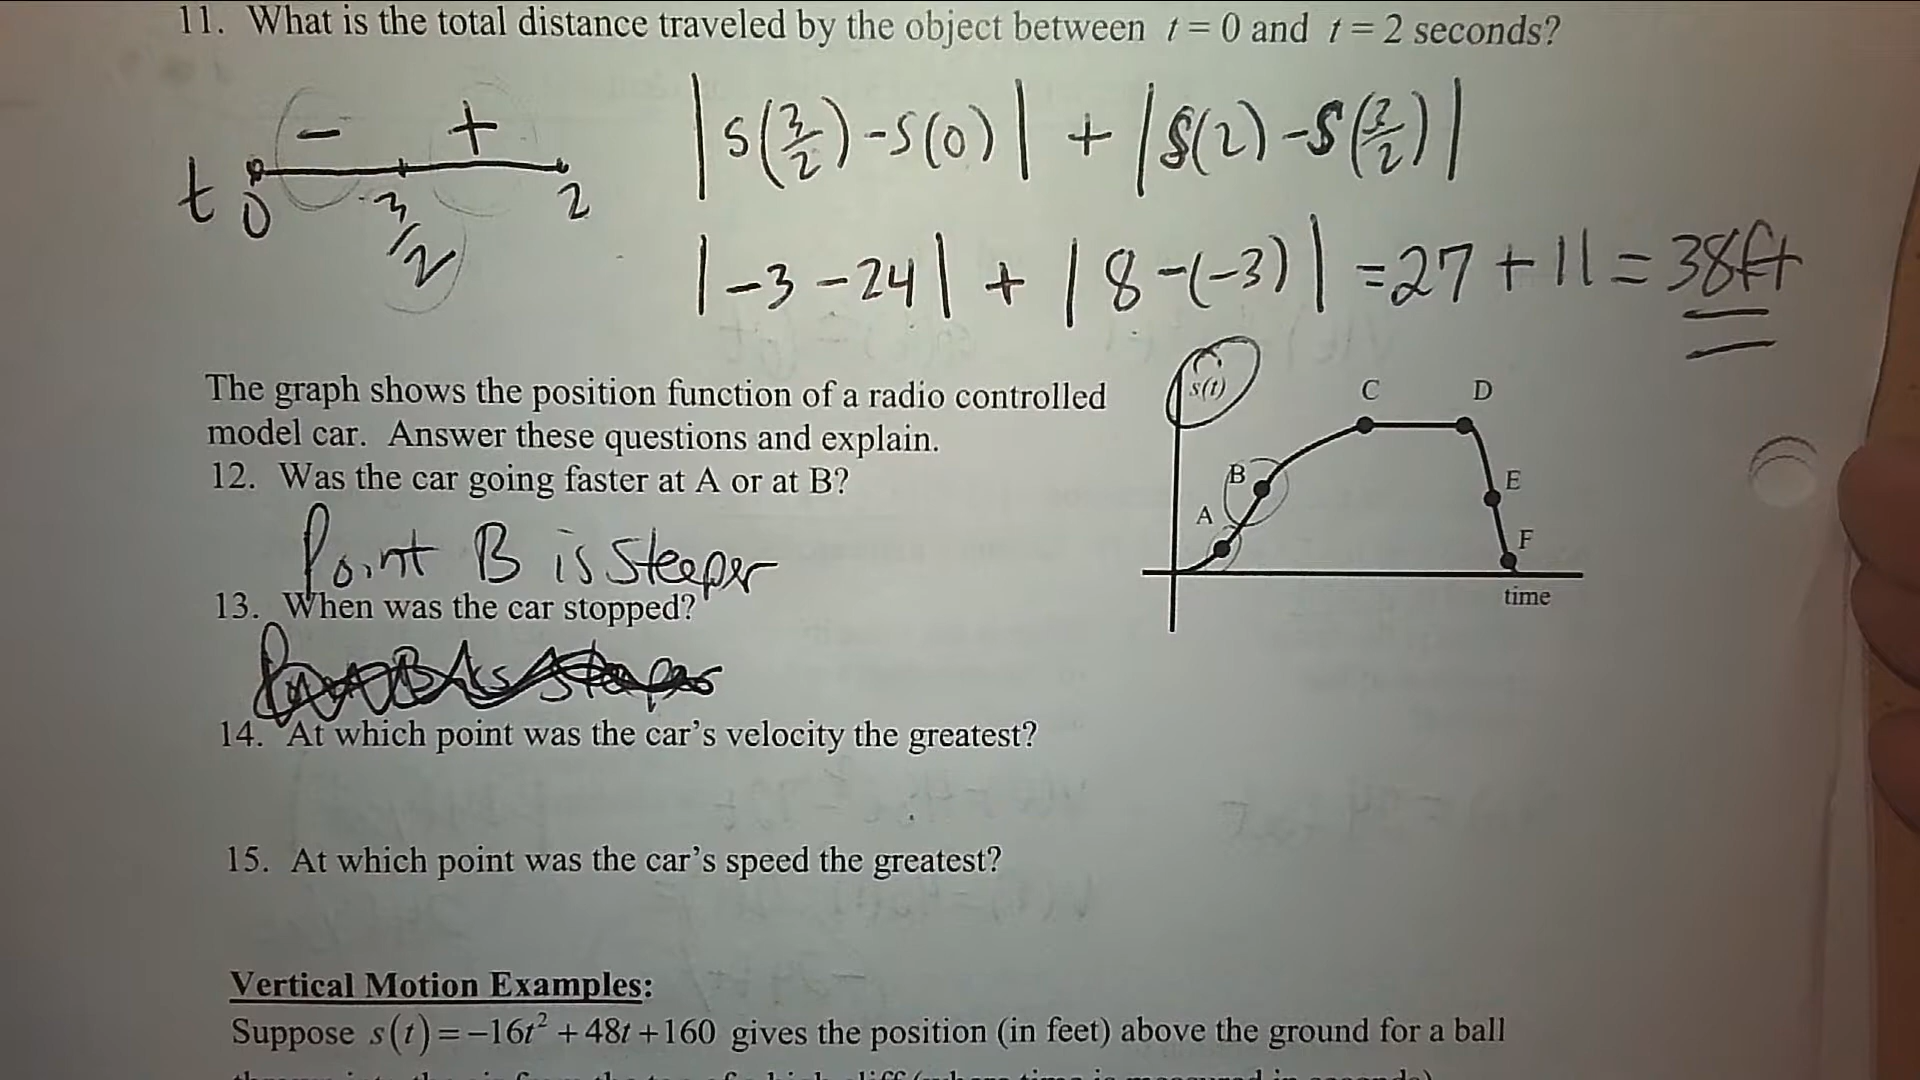 11. What is the total distance traveled by the object between t = 0 and t = 2 seconds?
- +
t 0 3/2 2
|s(3/2) - s(0)| + |s(2) - s(3/2)|
|-3 - 24| + |8 - (-3)| = 27 + 11 = 38ft
The graph shows the position function of a radio controlled
model car. Answer these questions and explain.
12. Was the car going faster at A or at B?
Point B is steeper
13. When was the car stopped?
14. At which point was the car's velocity the greatest?
15. At which point was the car's speed the greatest?
s(t)
C D
B E
A F
time
Vertical Motion Examples:
Suppose s(t) = -16t² + 48t + 160 gives the position (in feet) above the ground for a ball